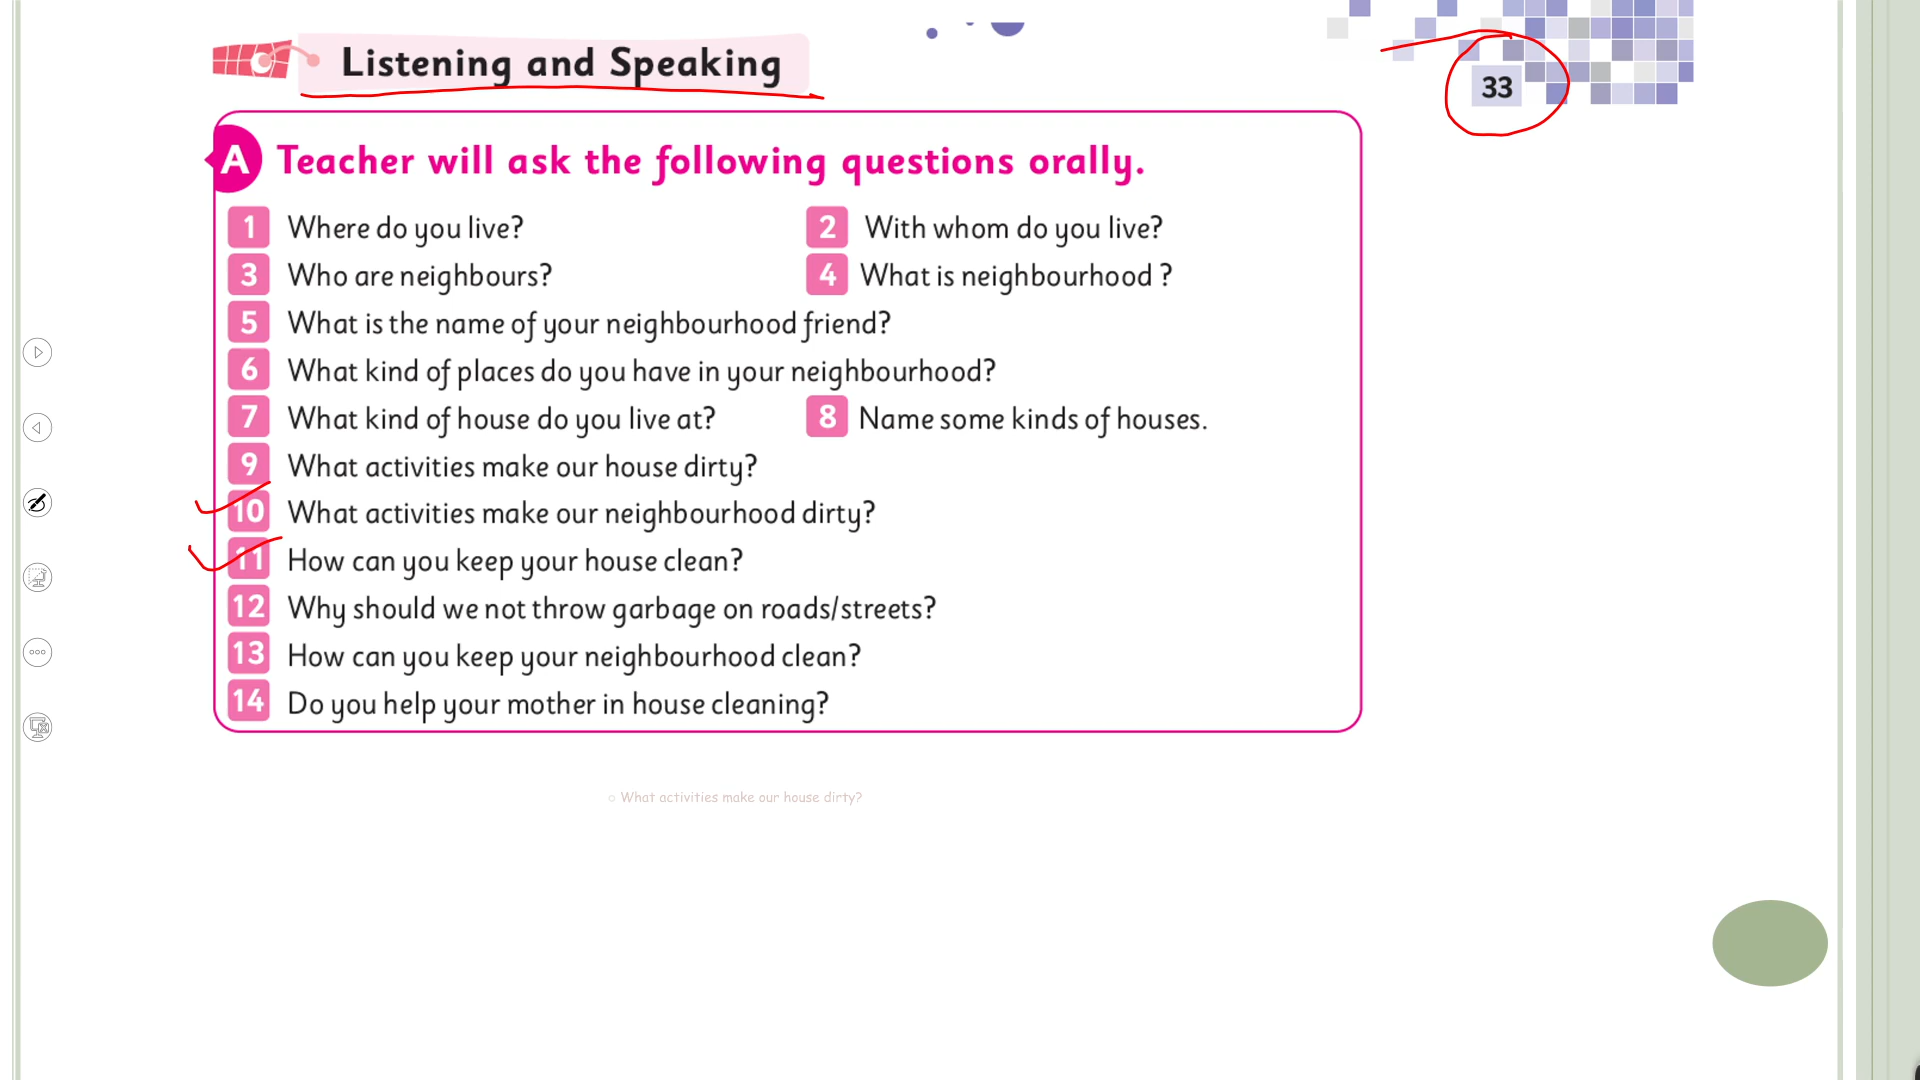 Listening and Speaking
33
A Teacher will ask the following questions orally.
1 Where do you live? 2 With whom do you live?
3 Who are neighbours? 4 What is neighbourhood ?
5 What is the name of your neighbourhood friend?
6 What kind of places do you have in your neighbourhood?
7 What kind of house do you live at? 8 Name some kinds of houses.
9 What activities make our house dirty?
10 What activities make our neighbourhood dirty?
11 How can you keep your house clean?
12 Why should we not throw garbage on roads/streets?
13 How can you keep your neighbourhood clean?
14 Do you help your mother in house cleaning?
○ What activities make our house dirty?